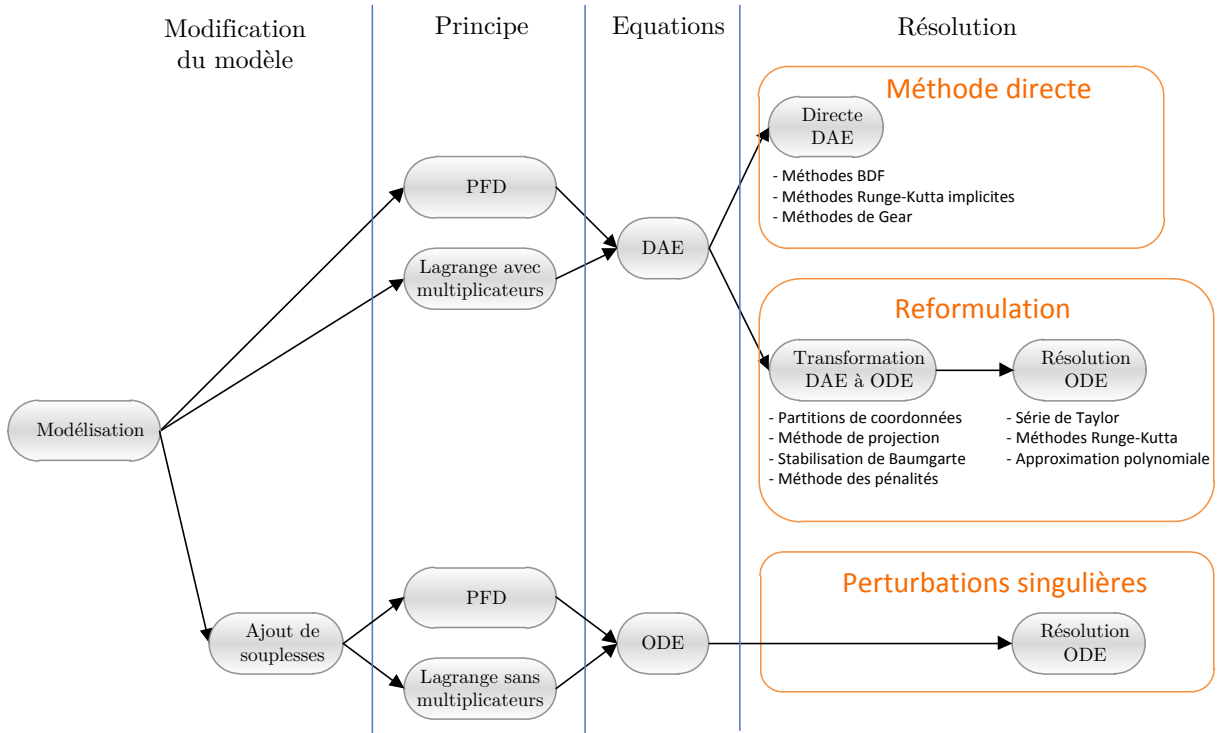 Modification
du modèle
Principe
Equations
Résolution
Méthode directe
Directe
DAE
- Méthodes BDF
- Méthodes Runge-Kutta implicites
- Méthodes de Gear
PFD
Lagrange avec
multiplicateurs
DAE
Reformulation
Transformation
DAE à ODE
Résolution
ODE
- Partitions de coordonnées
- Méthode de projection
- Stabilisation de Baumgarte
- Méthode des pénalités
- Série de Taylor
- Méthodes Runge-Kutta
- Approximation polynomiale
Modélisation
Ajout de
souplesses
PFD
Lagrange sans
multiplicateurs
ODE
Perturbations singulières
Résolution
ODE